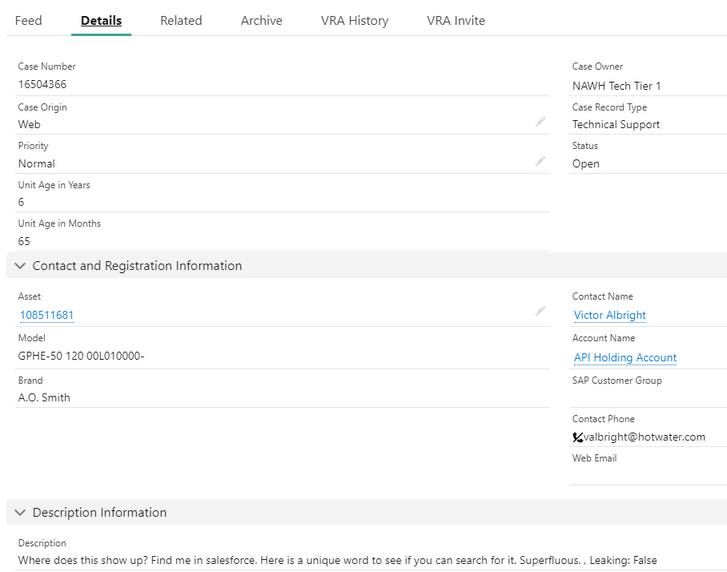 Feed Details Related Archive VRA History VRA Invite
Case Number
16504366
Case Owner
NAWH Tech Tier 1
Case Origin
Web
Case Record Type
Technical Support
Priority
Normal
Status
Open
Unit Age in Years
6
Unit Age in Months
65
Contact and Registration Information
Asset
108511681
Contact Name
Victor Albright
Model
GPHE-50 120 00L010000-
Account Name
API Holding Account
Brand
A.O. Smith
SAP Customer Group
Contact Phone
valbright@hotwater.com
Web Email
Description Information
Description
Where does this show up? Find me in salesforce. Here is a unique word to see if you can search for it. Superfluous. , Leaking: False